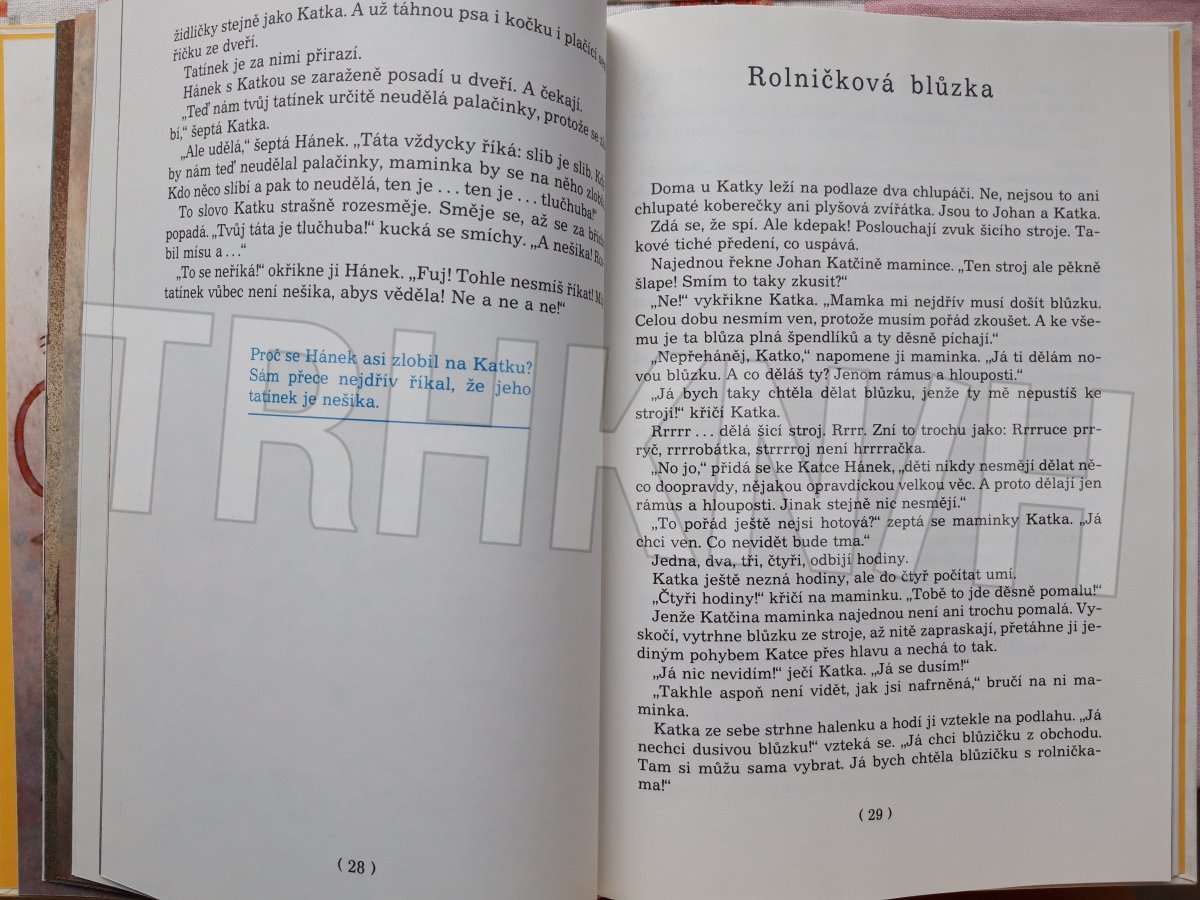 židličky stejně jako Katka. A už táhnou psa i kočku i plačící
řičku ze dveří.
Tatínek je za nimi přirazí.
Hánek s Katkou se zaraženě posadí u dveří. A čekají.
„Teď nám tvůj tatínek určitě neudělá palačinky, protože se
bí,“ šeptá Katka.
„Ale udělá,“ šeptá Hánek. „Táta vždycky říká: slib je slib.
by nám teď neudělal palačinky, maminka by se na něho
Kdo něco slíbí a pak to neudělá, ten je . . . ten je . . . tlučhuba!“
To slovo Katku strašně rozesměje. Směje se, až se za
popadá. „Tvůj táta je tlučhuba!“ kucká se smíchy. „A nešika!
bil mísu a . . .“
„To se neříká!“ okřikne ji Hánek. „Fuj! Tohle nesmíš říkat!
tatínek vůbec není nešika, abys věděla! Ne a ne a ne!“
Proč se Hánek asi zlobil na Katku?
Sám přece nejdřív říkal, že jeho
tatínek je nešika.
( 28 )
Rolničková blůzka
Doma u Katky leží na podlaze dva chlupáči. Ne, nejsou to ani
chlupaté koberečky ani plyšová zvířátka. Jsou to Johan a Katka.
Zdá se, že spí. Ale kdepak! Poslouchají zvuk šicího stroje. Ta-
kové tiché předení, co uspává.
Najednou řekne Johan Katčině mamince. „Ten stroj ale pěkně
šlape! Smím to taky zkusit?“
„Ne!“ vykřikne Katka. „Mamka mi nejdřív musí došít blůzku.
Celou dobu nesmím ven, protože musím pořád zkoušet. A ke vše-
mu je ta blůza plná špendlíků a ty děsně píchají.“
„Nepřeháněj, Katko,“ napomene ji maminka. „Já ti dělám no-
vou blůzku. A co děláš ty? Jenom rámus a hlouposti.“
„Já bych taky chtěla dělat blůzku, jenže ty mě nepustíš ke
strojí!“ křičí Katka.
Rrrrr . . . dělá šicí stroj. Rrrr. Zní to trochu jako: Rrrruce prr-
ryč, rrrrobátka, strrrroj není hrrrračka.
„No jo,“ přidá se ke Katce Hánek, „děti nikdy nesmějí dělat ně-
co doopravdy, nějakou opravdickou velkou věc. A proto dělají jen
rámus a hlouposti. Jinak stejně nic nesmějí.“
„To pořád ještě nejsi hotová?“ zeptá se maminky Katka. „Já
chci ven. Co nevidět bude tma.“
Jedna, dva, tři, čtyři, odbijí hodiny.
Katka ještě nezná hodiny, ale do čtyř počítat umí.
„Čtyři hodiny!“ křičí na maminku. „Tobě to jde děsně pomalu!“
Jenže Katčina maminka najednou není ani trochu pomalá. Vy-
skočí, vytrhne blůzku ze stroje, až nitě zapraskají, přetáhne ji je-
diným pohybem Katce přes hlavu a nechá to tak.
„Já nic nevidím!“ ječí Katka. „Já se dusím!“
„Takhle aspoň není vidět, jak jsi nafrněná,“ bručí na ni ma-
minka.
Katka ze sebe strhne halenku a hodí ji vztekle na podlahu. „Já
nechci dusivou blůzku!“ vzteká se. „Já chci blůzičku z obchodu.
Tam si můžu sama vybrat. Já bych chtěla blůzičku s rolnička-
ma!“
( 29 )
TRHKNIH